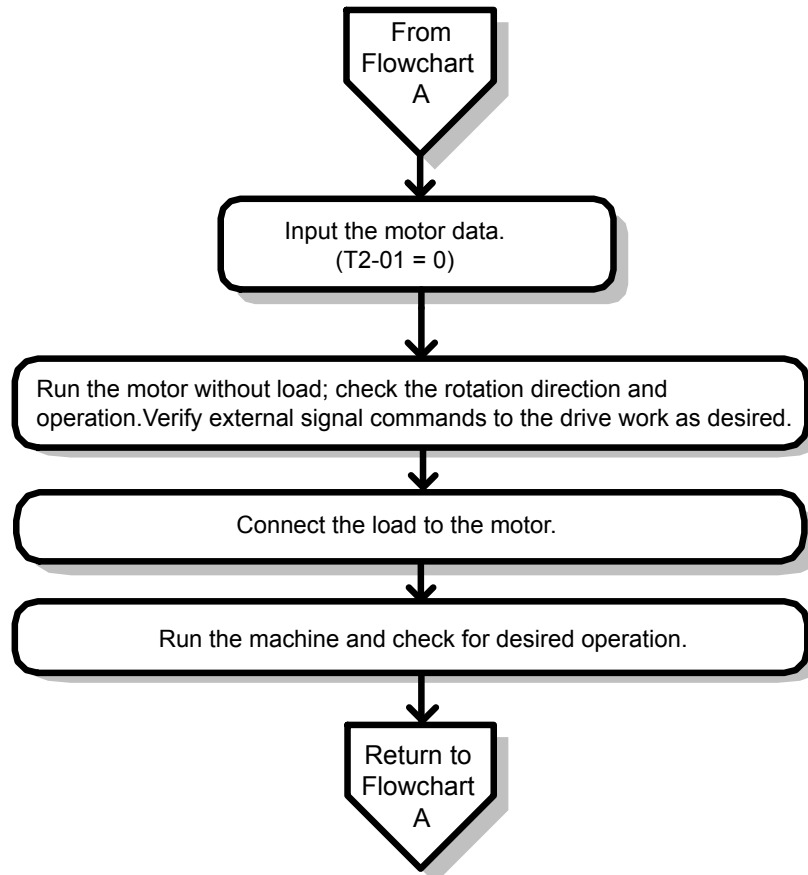 From
Flowchart
A
Input the motor data.
(T2-01 = 0)
Run the motor without load; check the rotation direction and
operation.Verify external signal commands to the drive work as desired.
Connect the load to the motor.
Run the machine and check for desired operation.
Return to
Flowchart
A